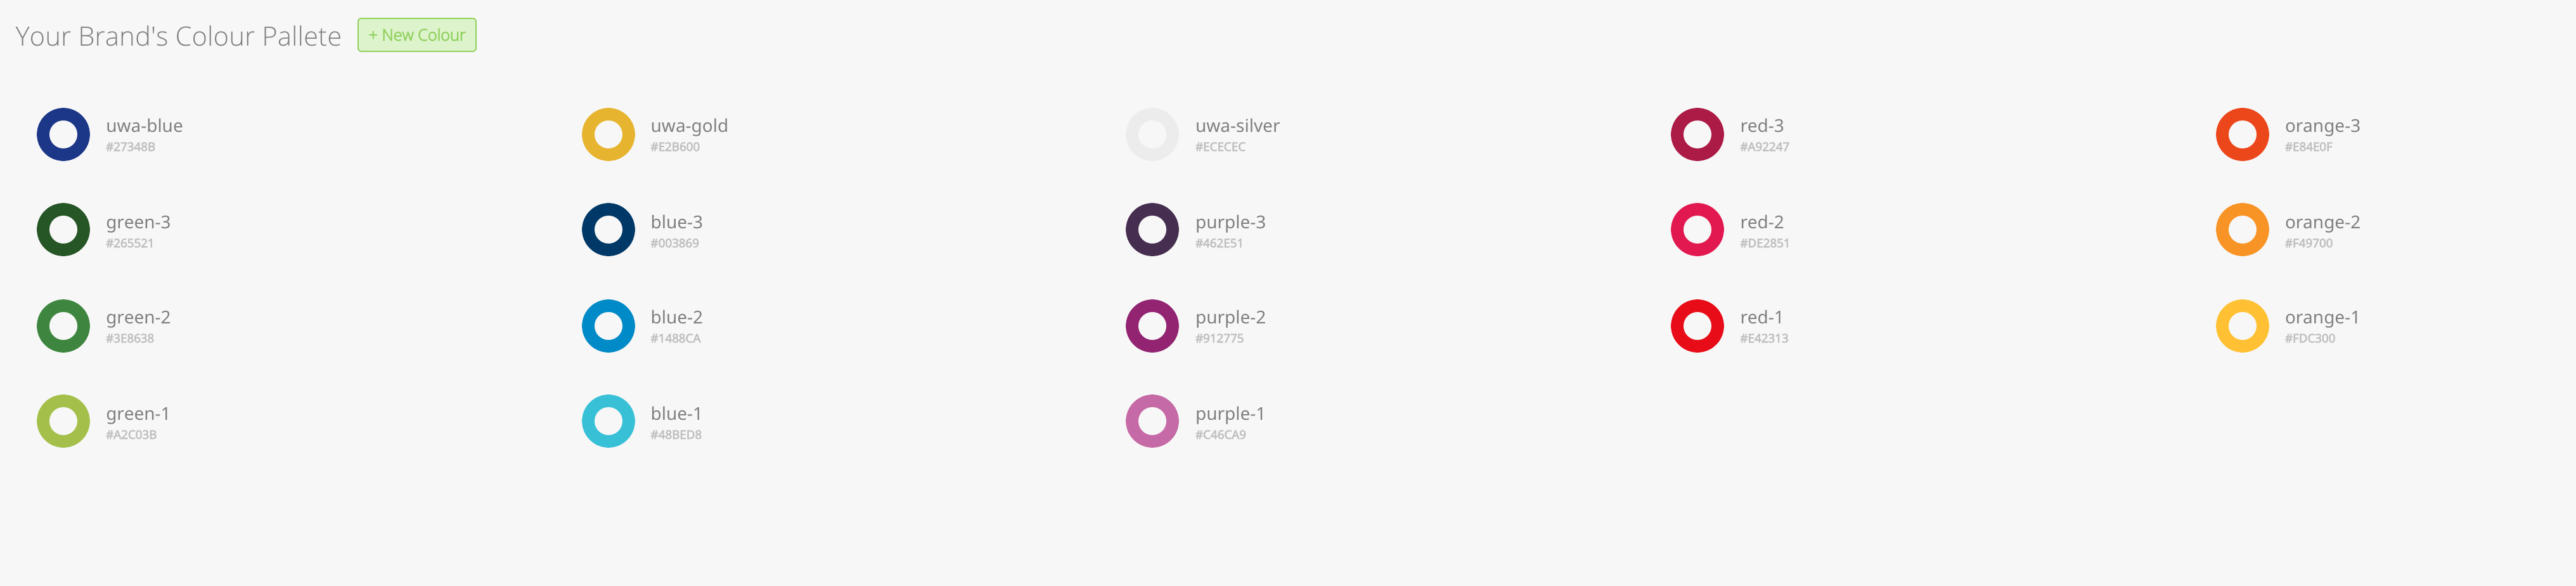 Your Brand's Colour Pallete
+ New Colour
uwa-blue
#27348B
uwa-gold
#E2B600
uwa-silver
#ECECEC
red-3
#A92247
orange-3
#E84E0F
green-3
#265521
blue-3
#003869
purple-3
#462E51
red-2
#DE2851
orange-2
#F49700
green-2
#3E8638
blue-2
#1488CA
purple-2
#912775
red-1
#E42313
orange-1
#FDC300
green-1
#A2C03B
blue-1
#48BED8
purple-1
#C46CA9